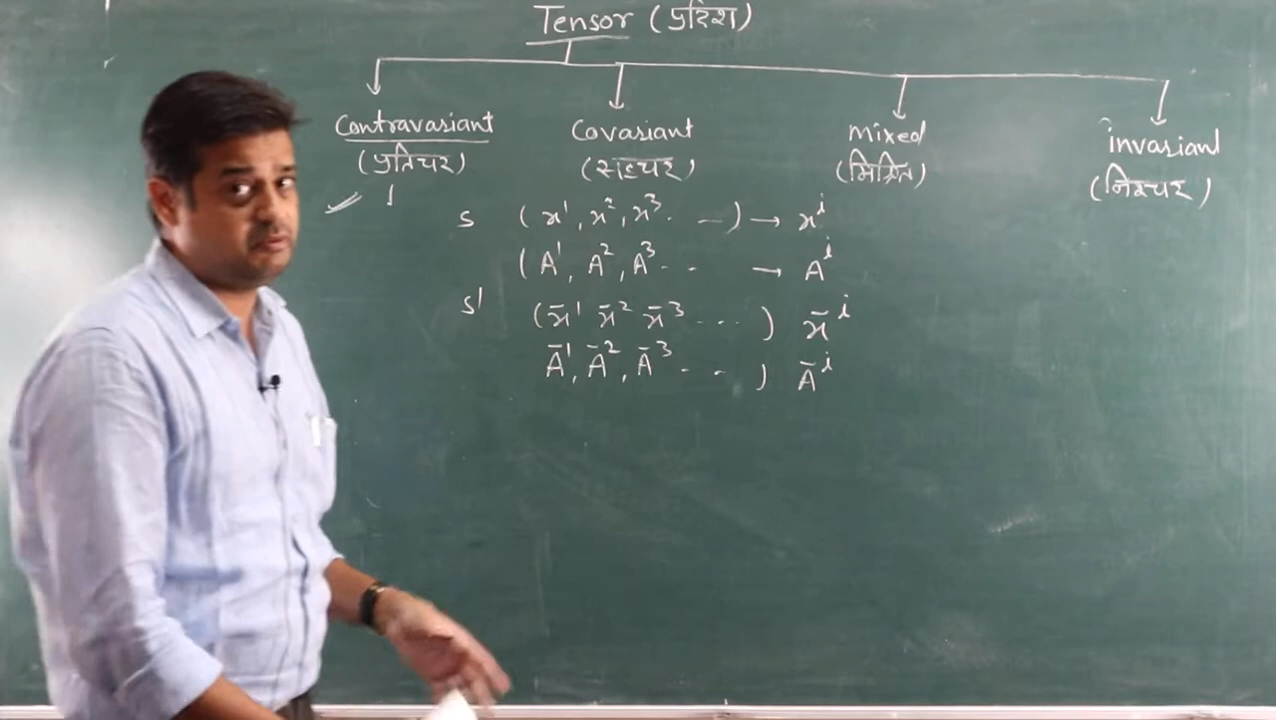 Tensor (प्रदिश)
Contravariant Covariant mixed invariant
(प्रतिचर) (सहचर) (मिश्रित) (निश्चर)
s (x¹, x², x³. - -) → xⁱ
(A¹, A², A³ - - - → Aⁱ
s' (x̄¹ x̄² x̄³ - - - ) x̄ⁱ
Ā¹, Ā², Ā³ - - - ) Āⁱ